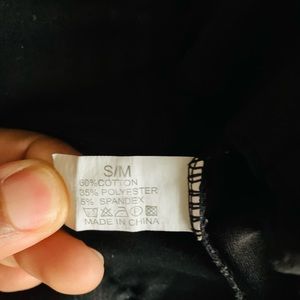 S/M
60%COTTON
35% POLYESTER
5% SPANDEX
MADE IN CHINA